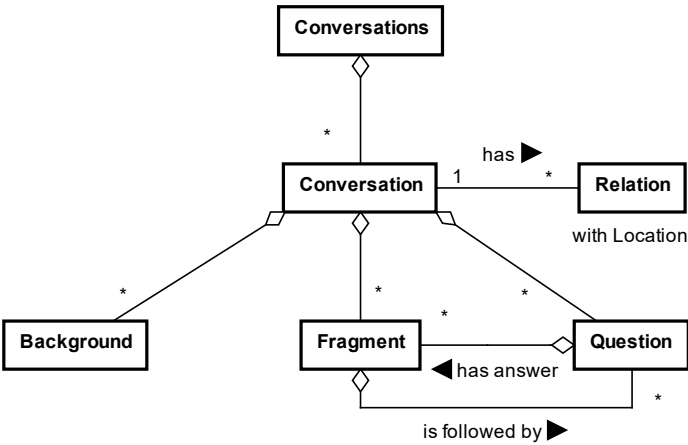 Conversations
*
has ▶
Conversation
1
*
Relation
with Location
*
*
*
*
Background
Fragment
Question
◀ has answer
*
is followed by ▶